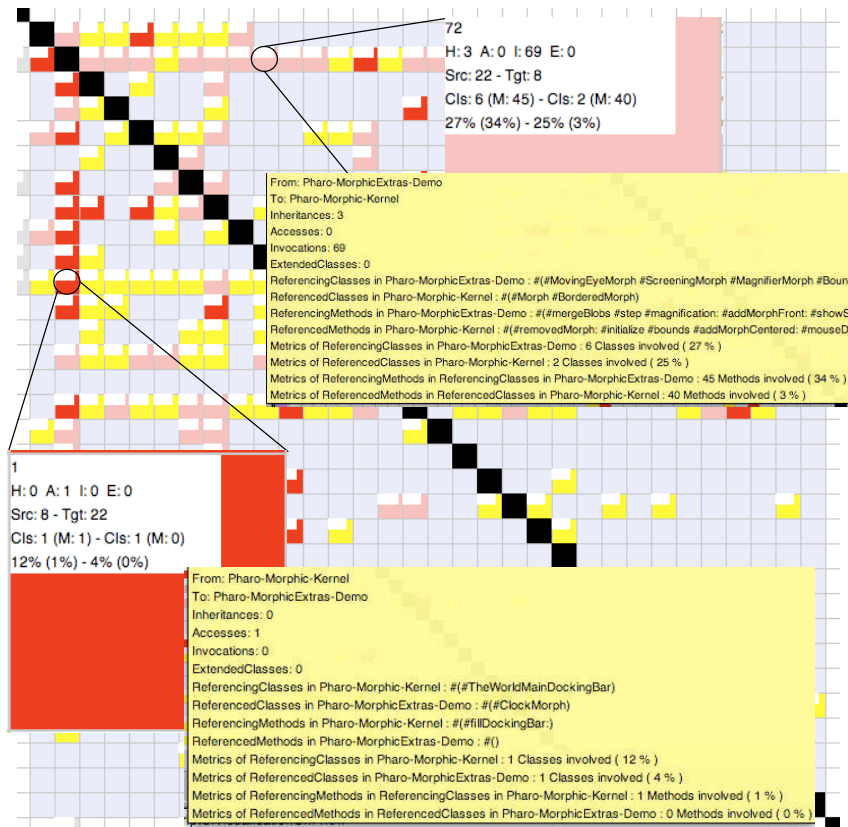 72
H: 3 A: 0 I: 69 E: 0
Src: 22 - Tgt: 8
Cls: 6 (M: 45) - Cls: 2 (M: 40)
27% (34%) - 25% (3%)
From: Pharo-MorphicExtras-Demo
To: Pharo-Morphic-Kernel
Inheritances: 3
Accesses: 0
Invocations: 69
ExtendedClasses: 0
ReferencingClasses in Pharo-MorphicExtras-Demo : #(#MovingEyeMorph #ScreeningMorph #MagnifierMorph #Boun
ReferencedClasses in Pharo-Morphic-Kernel : #(#Morph #BorderedMorph)
ReferencingMethods in Pharo-MorphicExtras-Demo : #(#mergeBlobs #step #magnification: #addMorphFront: #showS
ReferencedMethods in Pharo-Morphic-Kernel : #(#removedMorph: #initialize #bounds #addMorphCentered: #mouseD
Metrics of ReferencingClasses in Pharo-MorphicExtras-Demo : 6 Classes involved ( 27 % )
Metrics of ReferencedClasses in Pharo-Morphic-Kernel : 2 Classes involved ( 25 % )
Metrics of ReferencingMethods in ReferencingClasses in Pharo-MorphicExtras-Demo : 45 Methods involved ( 34 % )
Metrics of ReferencedMethods in ReferencedClasses in Pharo-Morphic-Kernel : 40 Methods involved ( 3 % )
1
H: 0 A: 1 I: 0 E: 0
Src: 8 - Tgt: 22
Cls: 1 (M: 1) - Cls: 1 (M: 0)
12% (1%) - 4% (0%)
From: Pharo-Morphic-Kernel
To: Pharo-MorphicExtras-Demo
Inheritances: 0
Accesses: 1
Invocations: 0
ExtendedClasses: 0
ReferencingClasses in Pharo-Morphic-Kernel : #(#TheWorldMainDockingBar)
ReferencedClasses in Pharo-MorphicExtras-Demo : #(#ClockMorph)
ReferencingMethods in Pharo-Morphic-Kernel : #(#fillDockingBar:)
ReferencedMethods in Pharo-MorphicExtras-Demo : #()
Metrics of ReferencingClasses in Pharo-Morphic-Kernel : 1 Classes involved ( 12 % )
Metrics of ReferencedClasses in Pharo-MorphicExtras-Demo : 1 Classes involved ( 4 % )
Metrics of ReferencingMethods in ReferencingClasses in Pharo-Morphic-Kernel : 1 Methods involved ( 1 % )
Metrics of ReferencedMethods in ReferencedClasses in Pharo-MorphicExtras-Demo : 0 Methods involved ( 0 % )